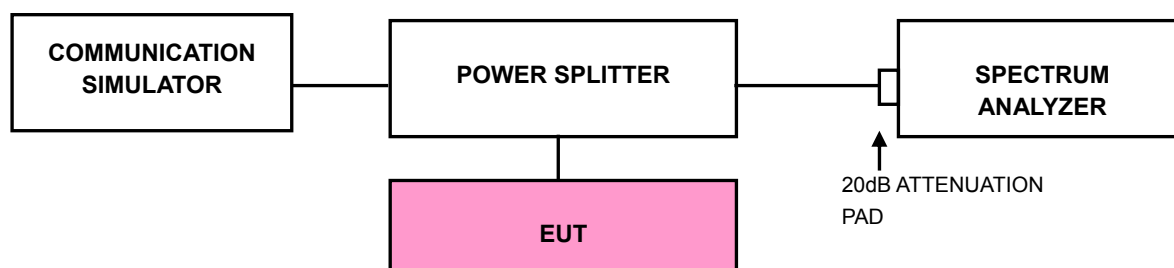 COMMUNICATION
SIMULATOR
POWER SPLITTER
SPECTRUM
ANALYZER
20dB ATTENUATION
PAD
EUT